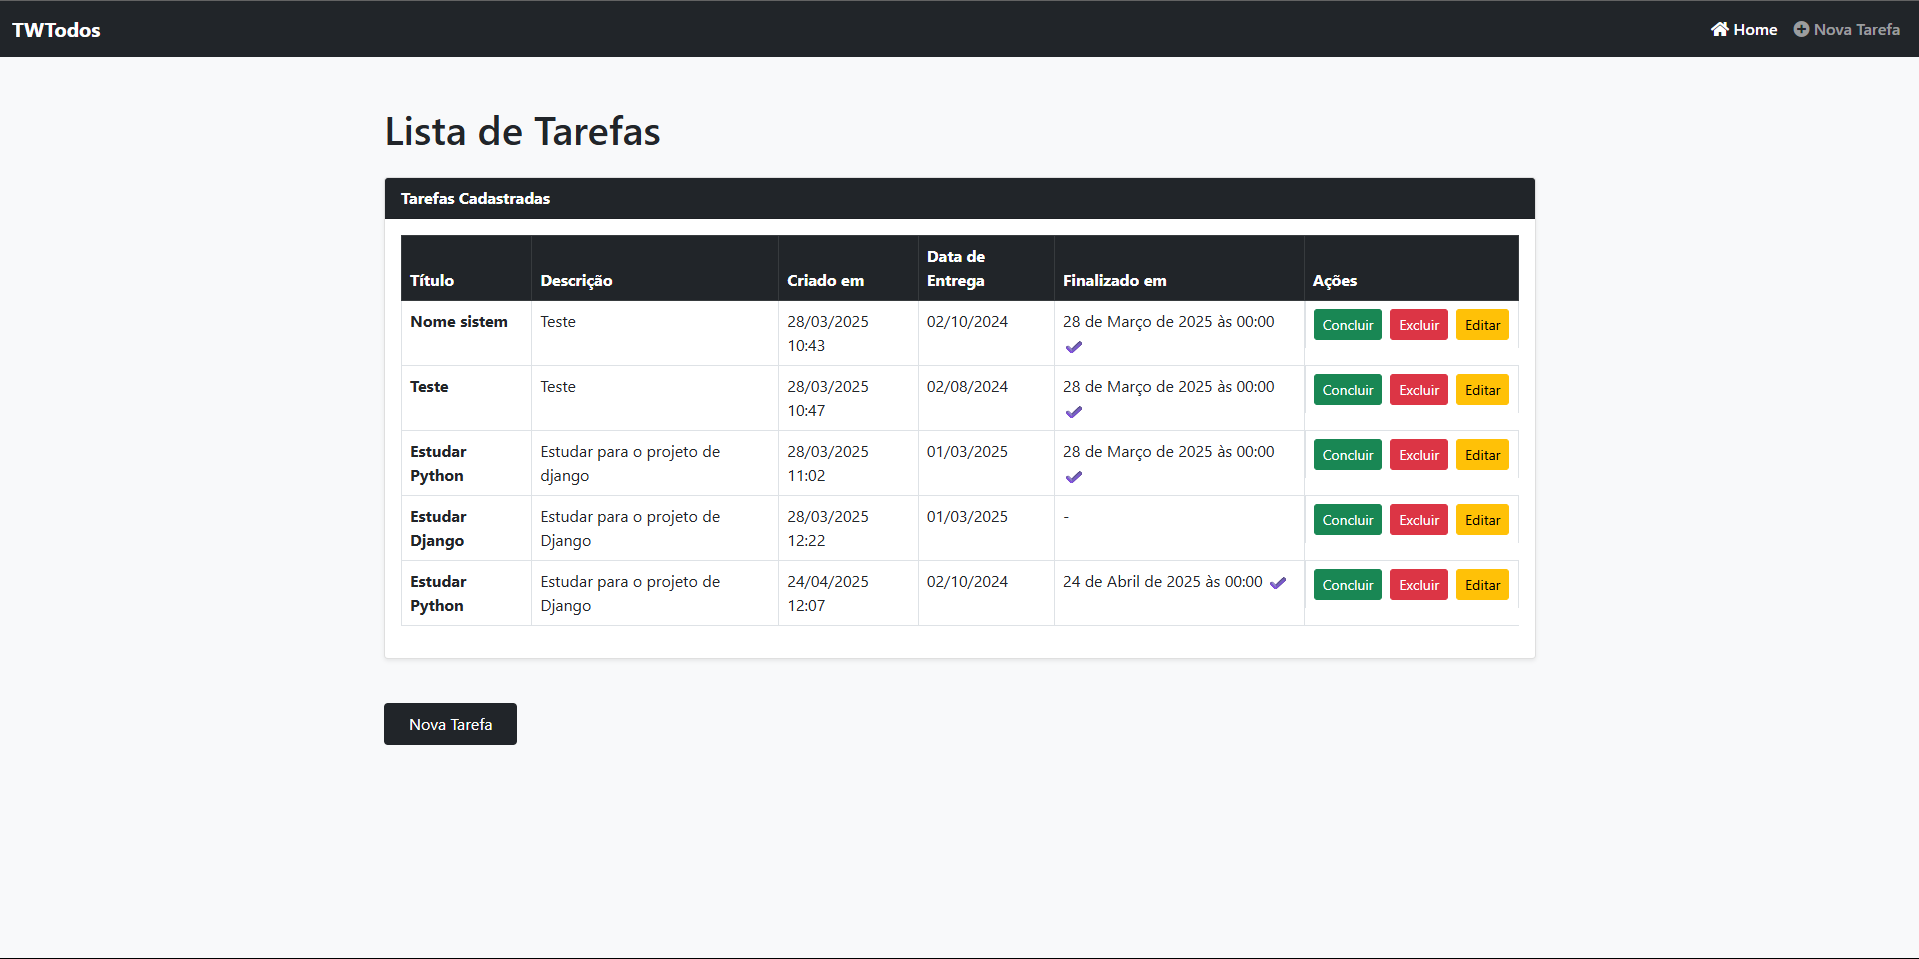 TWTodos
Home
Nova Tarefa
Lista de Tarefas
Tarefas Cadastradas
Título
Descrição
Criado em
Data de
Entrega
Finalizado em
Ações
Nome sistem
Teste
28/03/2025
10:43
02/10/2024
28 de Março de 2025 às 00:00
Concluir
Excluir
Editar
Teste
Teste
28/03/2025
10:47
02/08/2024
28 de Março de 2025 às 00:00
Concluir
Excluir
Editar
Estudar
Python
Estudar para o projeto de
django
28/03/2025
11:02
01/03/2025
28 de Março de 2025 às 00:00
Concluir
Excluir
Editar
Estudar
Django
Estudar para o projeto de
Django
28/03/2025
12:22
01/03/2025
-
Concluir
Excluir
Editar
Estudar
Python
Estudar para o projeto de
Django
24/04/2025
12:07
02/10/2024
24 de Abril de 2025 às 00:00
Concluir
Excluir
Editar
Nova Tarefa